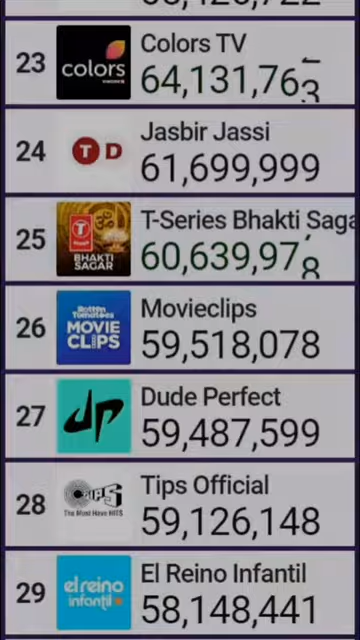 23
colors
Colors TV
64,131,763
24
T D
Jasbir Jassi
61,699,999
25
T
BHAKTI
SAGAR
T-Series Bhakti Saga
60,639,978
26
Rotten
Tomatoes
MOVIE
CLIPS
Movieclips
59,518,078
27
dp
Dude Perfect
59,487,599
28
TIPS
The Most Have HITS
Tips Official
59,126,148
29
el reino
infantil
El Reino Infantil
58,148,441